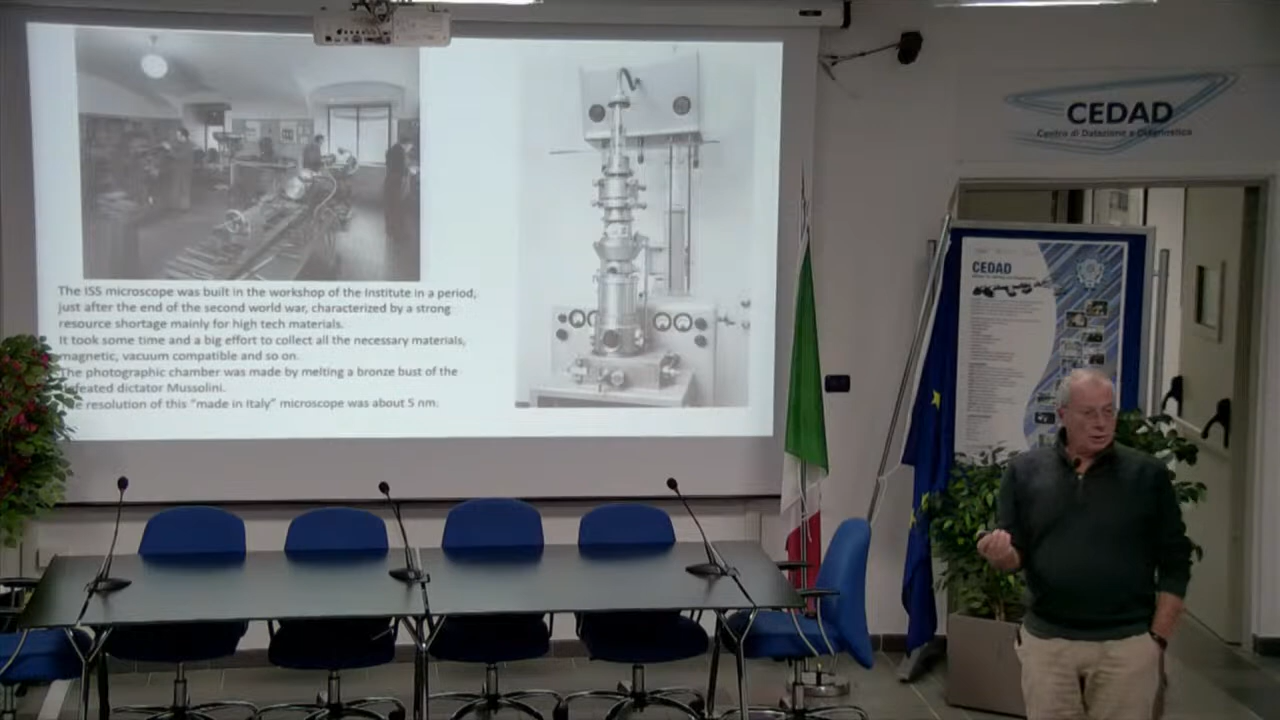 The ISS microscope was built in the workshop of the Institute in a period,
just after the end of the second world war, characterized by a strong
resource shortage mainly for high tech materials.
It took some time and a big effort to collect all the necessary materials,
magnetic, vacuum compatible and so on.
The photographic chamber was made by melting a bronze bust of the
defeated dictator Mussolini.
resolution of this “made in Italy” microscope was about 5 nm.
CEDAD
Centro di Datazione e Diagnostica
CEDAD